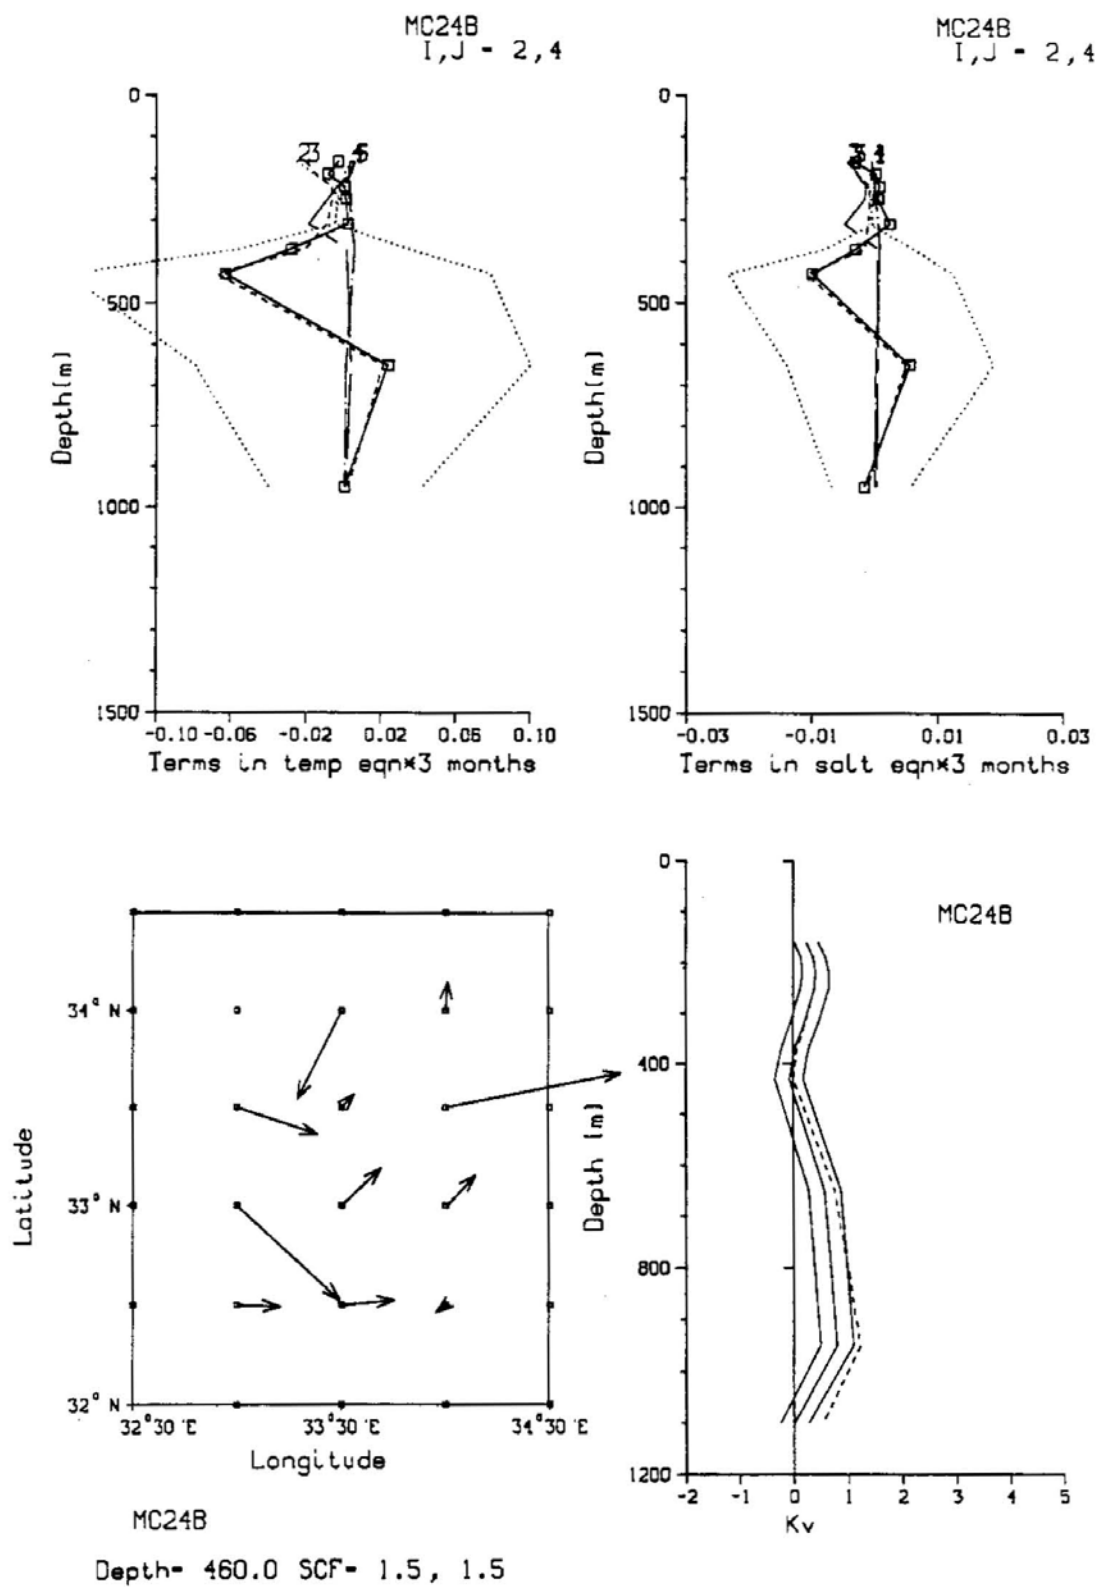 MC24B
I,J - 2,4
MC24B
I,J - 2,4
0
500
1000
1500
Depth(m)
23
-0.10 -0.06 -0.02 0.02 0.06 0.10
Terms in temp eqn*3 months
0
500
1000
1500
Depth(m)
-0.03 -0.01 0.01 0.03
Terms in salt eqn*3 months
34° N
33° N
32° N
Latitude
32°30'E 33°30'E 34°30'E
Longitude
MC24B
Depth- 460.0 SCF- 1.5, 1.5
MC24B
0
400
800
1200
Depth (m)
-2 -1 0 1 2 3 4 5
Kv